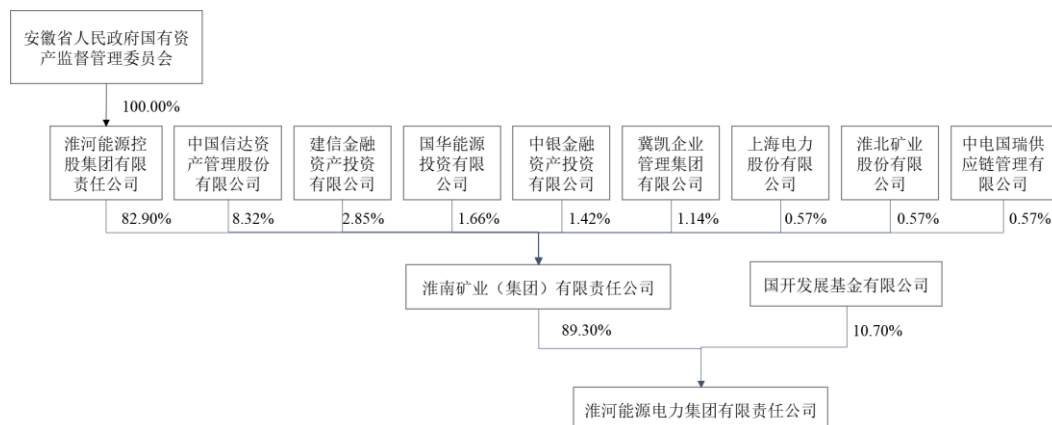 安徽省人民政府国有资
产监督管理委员会
100.00%
淮河能源控
股集团有限
责任公司
中国信达资
产管理股份
有限公司
建信金融
资产投资
有限公司
国华能源
投资有限
公司
中银金融
资产投资
有限公司
冀凯企业
管理集团
有限公司
上海电力
股份有限
公司
淮北矿业
股份有限
公司
中电国瑞供
应链管理有
限公司
82.90%
8.32%
2.85%
1.66%
1.42%
1.14%
0.57%
0.57%
0.57%
淮南矿业（集团）有限责任公司
国开发展基金有限公司
89.30%
10.70%
淮河能源电力集团有限责任公司